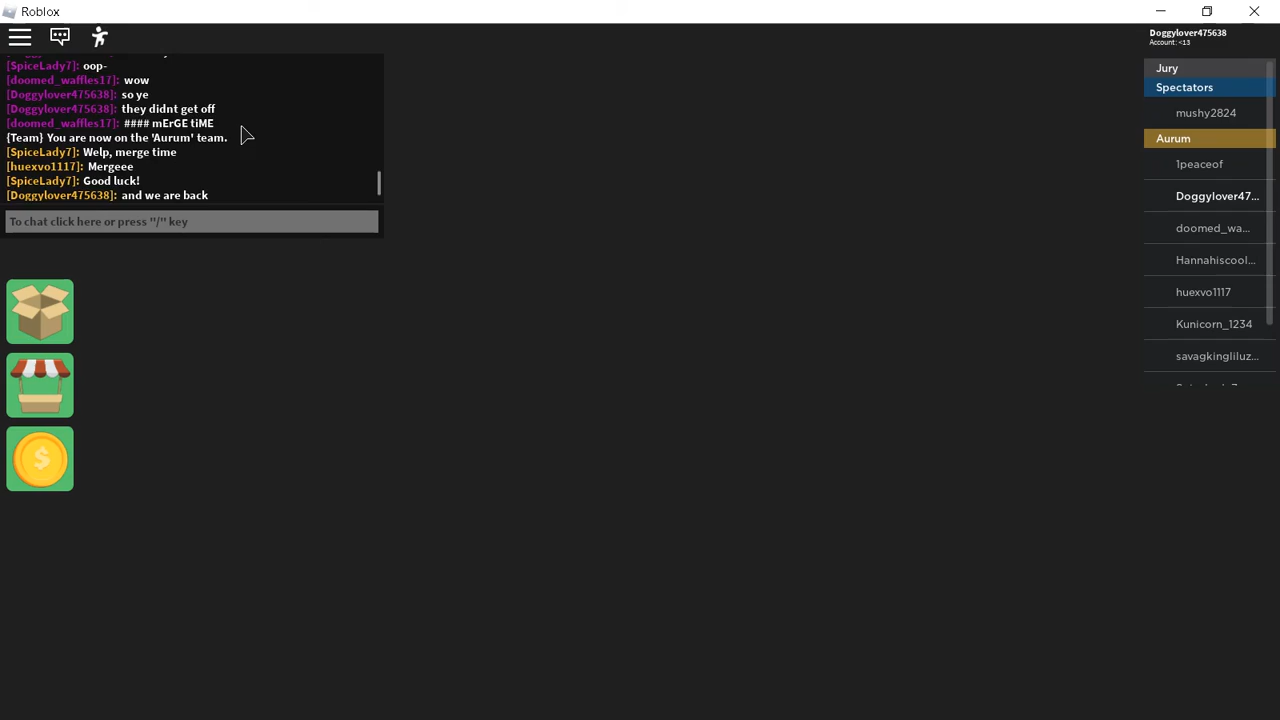 Roblox
Doggylover475638
Account: <13
[SpiceLady7]: oop-
[doomed_waffles17]: wow
[Doggylover475638]: so ye
[Doggylover475638]: they didnt get off
[doomed_waffles17]: #### mErGE tiME
{Team} You are now on the 'Aurum' team.
[SpiceLady7]: Welp, merge time
[huexvo1117]: Mergeee
[SpiceLady7]: Good luck!
[Doggylover475638]: and we are back
To chat click here or press "/" key
Jury
Spectators
mushy2824
Aurum
1peaceof
Doggylover47...
doomed_wa...
Hannahiscool...
huexvo1117
Kunicorn_1234
savagkingliluz...